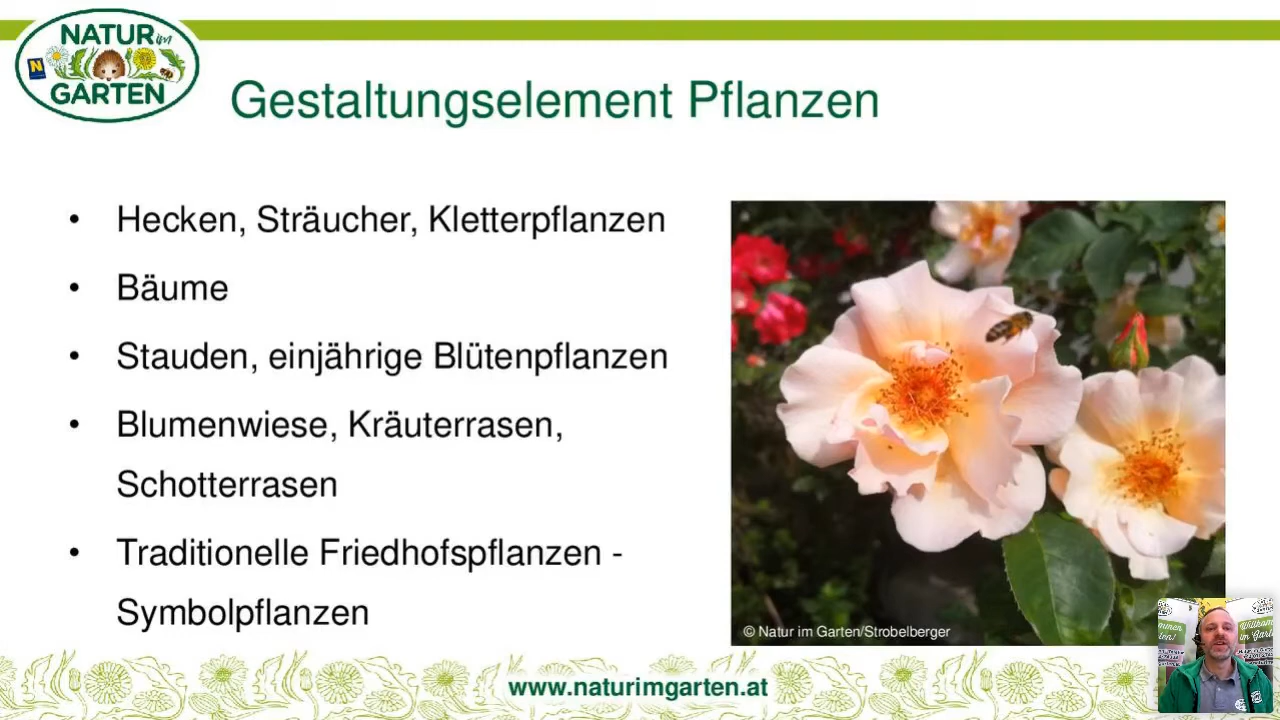 NATUR im
N
GARTEN
Gestaltungselement Pflanzen
• Hecken, Sträucher, Kletterpflanzen
• Bäume
• Stauden, einjährige Blütenpflanzen
• Blumenwiese, Kräuterrasen,
Schotterrasen
• Traditionelle Friedhofspflanzen -
Symbolpflanzen
© Natur im Garten/Strobelberger
www.naturimgarten.at